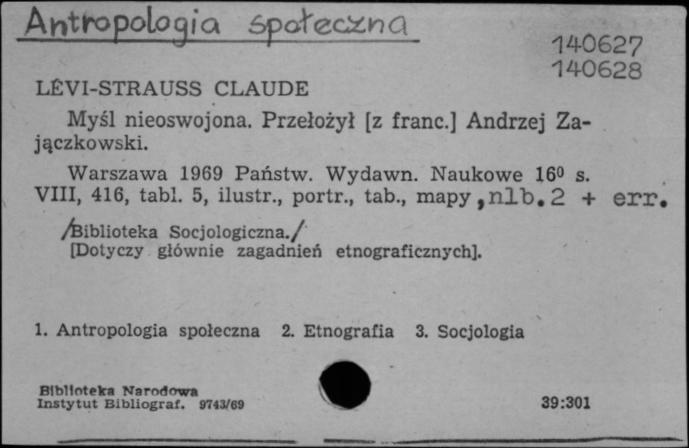 Antropologia społeczna
140627
140628
LÉVI-STRAUSS CLAUDE
Myśl nieoswojona. Przełożył [z franc.] Andrzej Za-
jączkowski.
Warszawa 1969 Państw. Wydawn. Naukowe 16⁰ s.
VIII, 416, tabl. 5, ilustr., portr., tab., mapy, nlb. 2 + err.
/Biblioteka Socjologiczna./
[Dotyczy głównie zagadnień etnograficznych].
1. Antropologia społeczna 2. Etnografia 3. Socjologia
Biblioteka Narodowa
Instytut Bibliograf. 9743/69
39:301